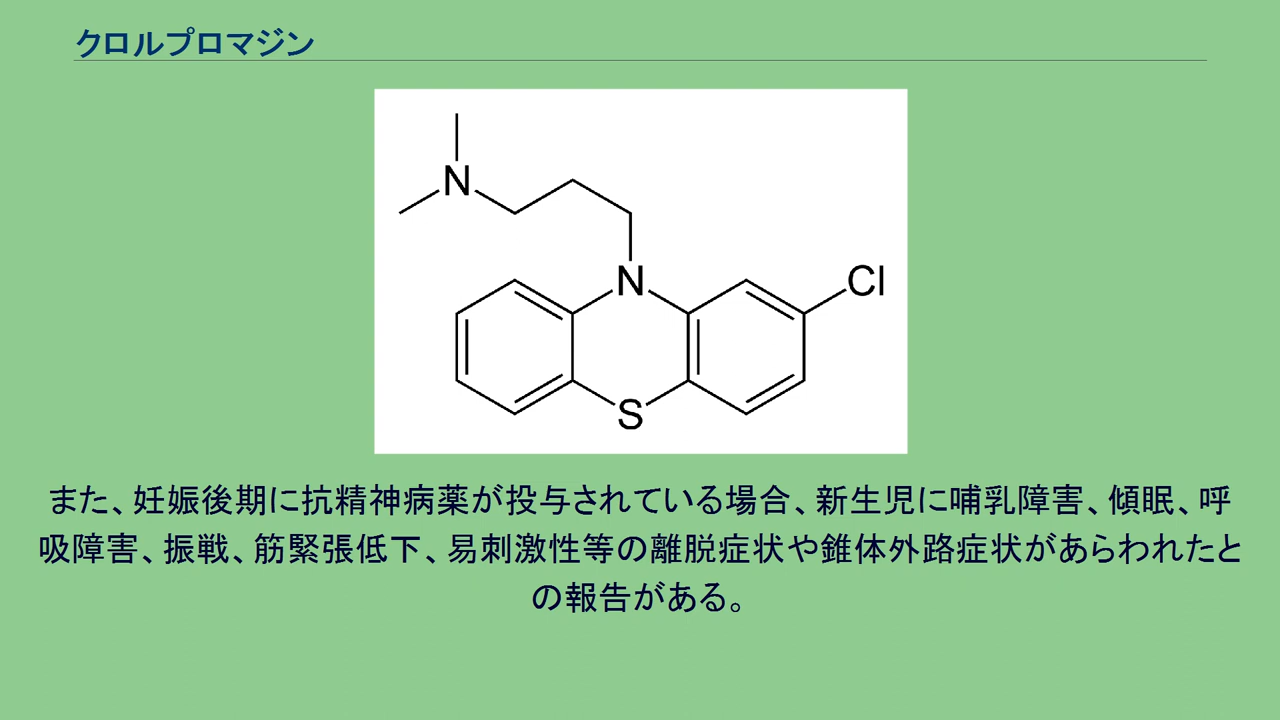 クロルプロマジン
N
N
Cl
S
また、妊娠後期に抗精神病薬が投与されている場合、新生児に哺乳障害、傾眠、呼
吸障害、振戦、筋緊張低下、易刺激性等の離脱症状や錐体外路症状があらわれたと
の報告がある。